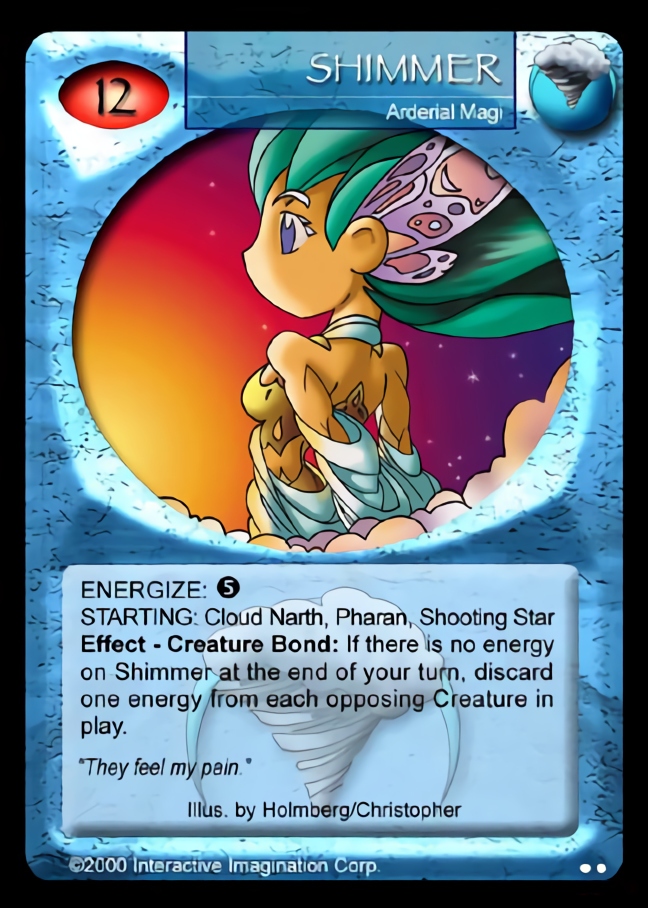 12
SHIMMER
Arderial Magi
ENERGIZE: 5
STARTING: Cloud Narth, Pharan, Shooting Star
Effect - Creature Bond: If there is no energy
on Shimmer at the end of your turn, discard
one energy from each opposing Creature in
play.
"They feel my pain."
Illus. by Holmberg/Christopher
©2000 Interactive Imagination Corp.